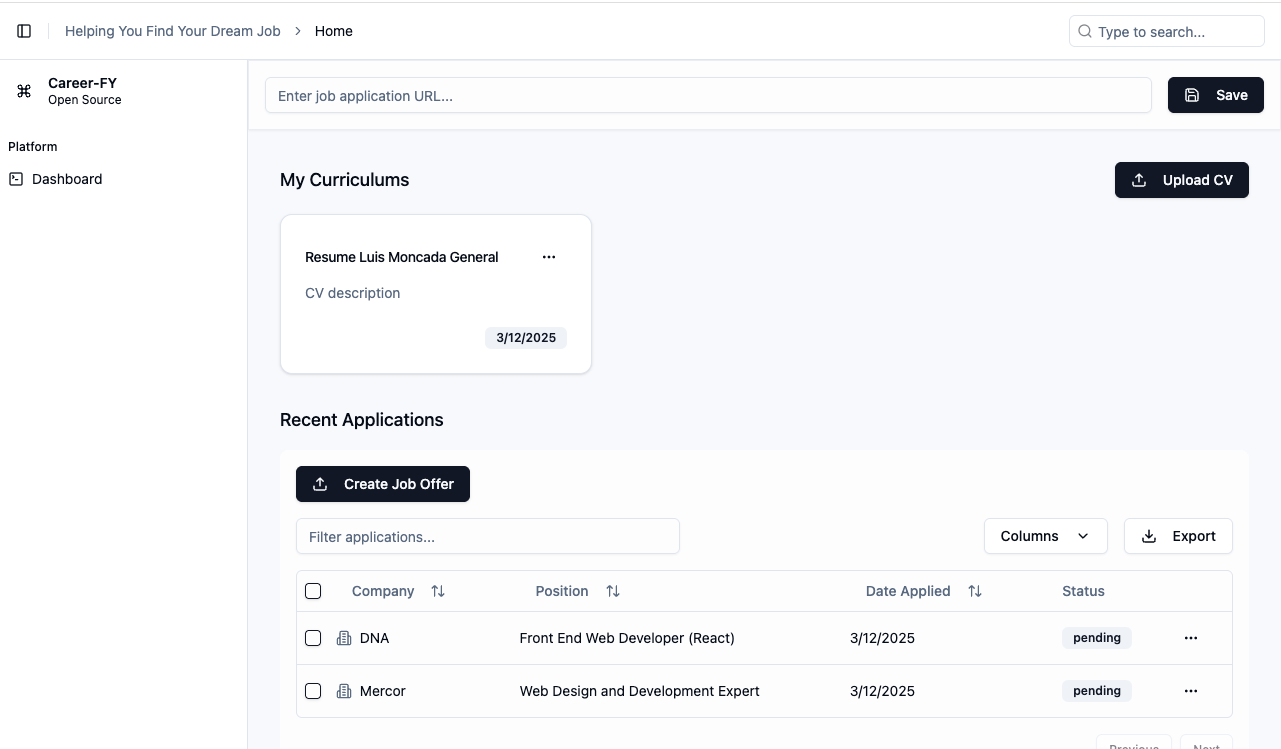 Helping You Find Your Dream Job > Home
Type to search...
Career-FY
Open Source
Platform
Dashboard
Enter job application URL...
Save
My Curriculums
Upload CV
Resume Luis Moncada General
CV description
3/12/2025
Recent Applications
Create Job Offer
Filter applications...
Columns
Export
Company Position Date Applied Status
DNA Front End Web Developer (React) 3/12/2025 pending
Mercor Web Design and Development Expert 3/12/2025 pending
Previous Next